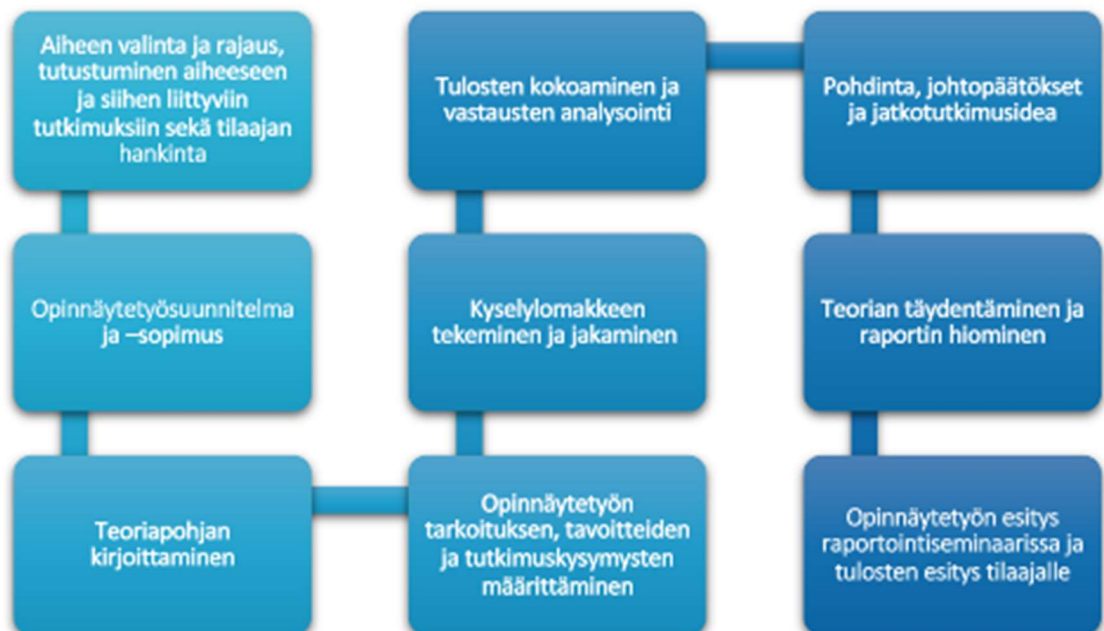 Aiheen valinta ja rajaus,
tutustuminen aiheeseen
ja siihen liittyviin
tutkimuksiin sekä tilaajan
hankinta
Opinnäytetyösuunnitelma
ja –sopimus
Teoriapohjan
kirjoittaminen
Opinnäytetyön
tarkoituksen, tavoitteiden
ja tutkimuskysymysten
määrittäminen
Kyselylomakkeen
tekeminen ja jakaminen
Tulosten kokoaminen ja
vastausten analysointi
Pohdinta, johtopäätökset
ja jatkotutkimusidea
Teorian täydentäminen ja
raportin hiominen
Opinnäytetyön esitys
raportointiseminaarissa ja
tulosten esitys tilaajalle